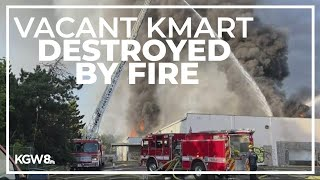 VACANT KMART
DESTROYED
BY FIRE
KGW8.